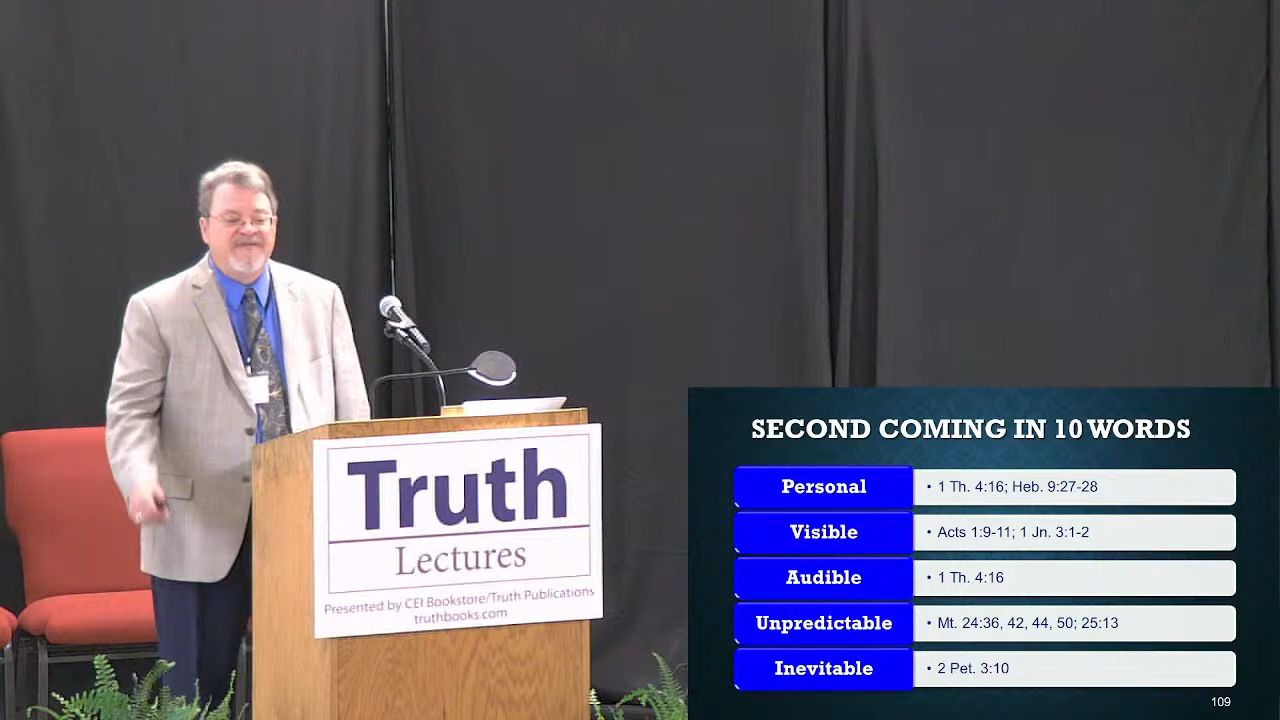 Truth
Lectures
Presented by CEI Bookstore/Truth Publications
truthbooks.com
SECOND COMING IN 10 WORDS
Personal
• 1 Th. 4:16; Heb. 9:27-28
Visible
• Acts 1:9-11; 1 Jn. 3:1-2
Audible
• 1 Th. 4:16
Unpredictable
• Mt. 24:36, 42, 44, 50; 25:13
Inevitable
• 2 Pet. 3:10
109